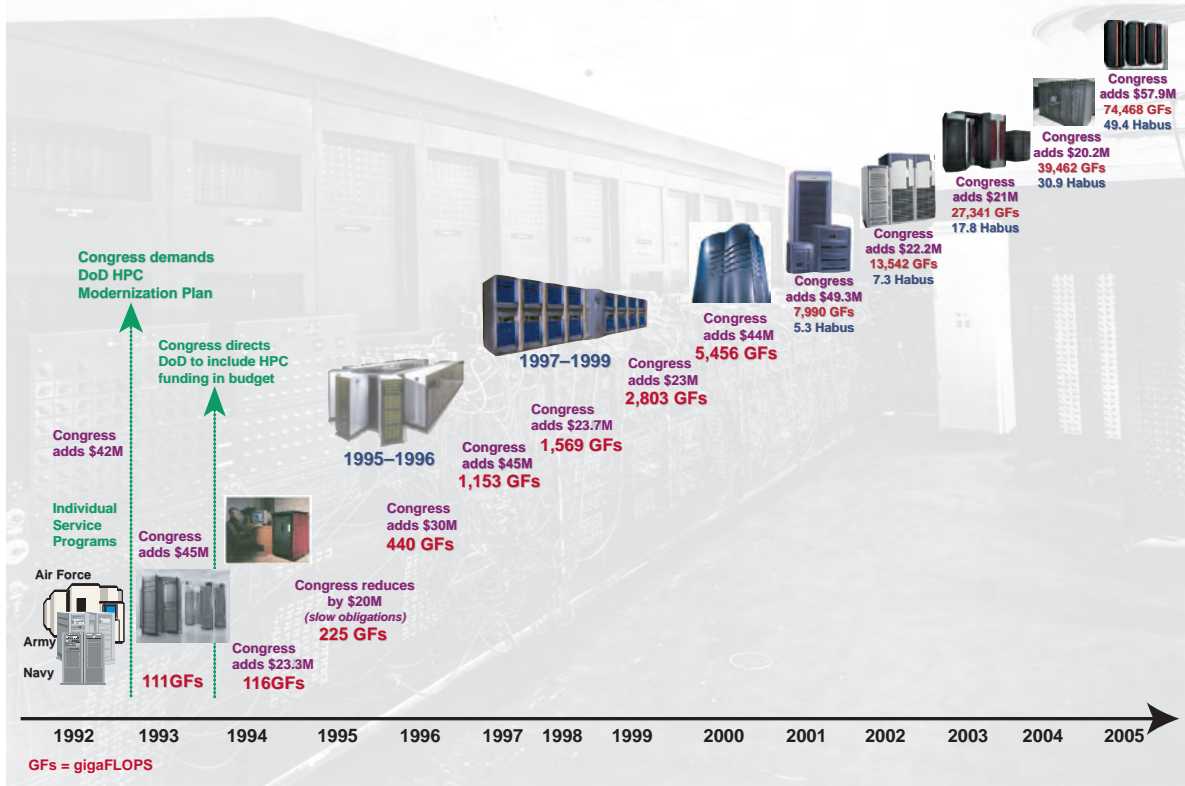 Congress
adds $57.9M
74,468 GFs
49.4 Habus
Congress
adds $20.2M
39,462 GFs
30.9 Habus
Congress
adds $21M
27,341 GFs
17.8 Habus
Congress
adds $22.2M
13,542 GFs
7.3 Habus
Congress
adds $49.3M
7,990 GFs
5.3 Habus
Congress
adds $44M
5,456 GFs
1997–1999
Congress
adds $23M
2,803 GFs
Congress
adds $23.7M
1,569 GFs
1995–1996
Congress
adds $45M
1,153 GFs
Congress
adds $30M
440 GFs
Congress reduces
by $20M
(slow obligations)
225 GFs
Congress
adds $23.3M
116GFs
Congress demands
DoD HPC
Modernization Plan
Congress directs
DoD to include HPC
funding in budget
Congress
adds $42M
Individual
Service
Programs
Congress
adds $45M
Air Force
Army
Navy
111GFs
1992 1993 1994 1995 1996 1997 1998 1999 2000 2001 2002 2003 2004 2005
GFs = gigaFLOPS